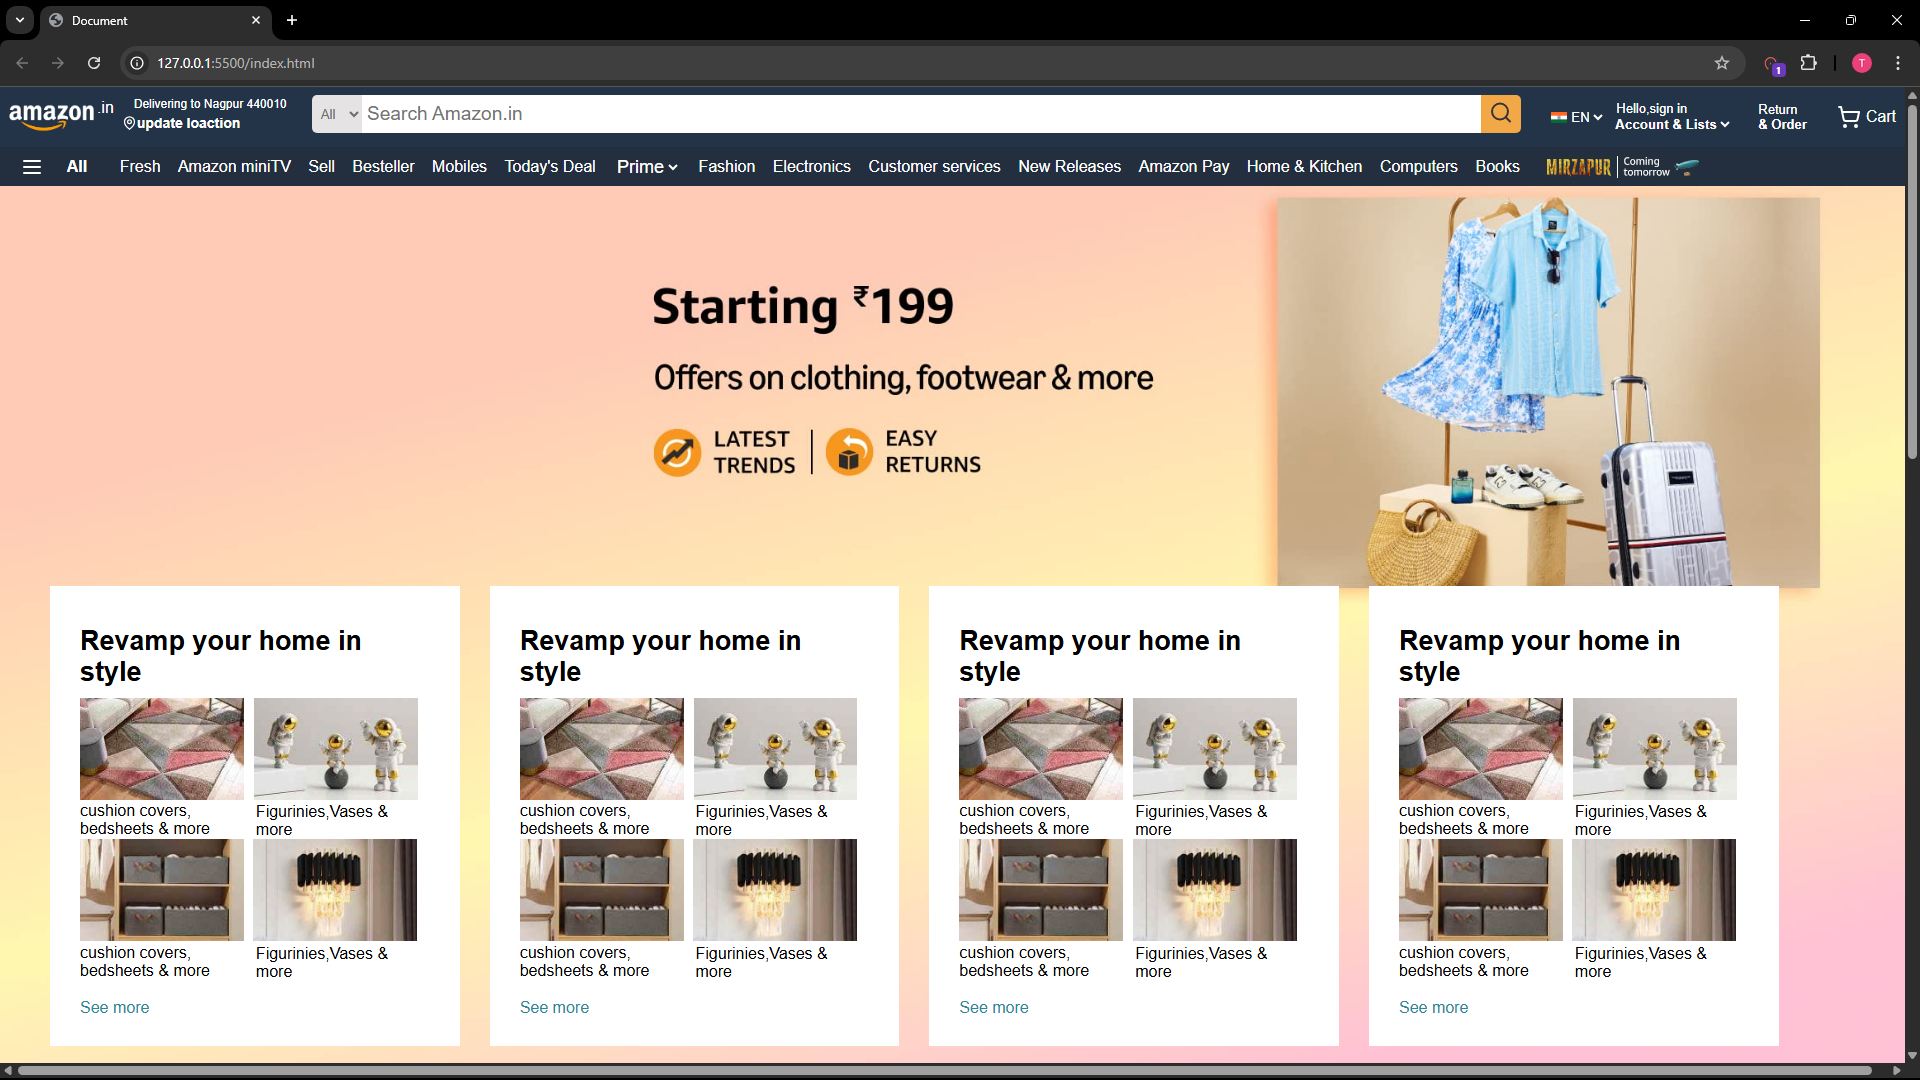 Document
127.0.0.1:5500/index.html
1
T
amazon.in
Delivering to Nagpur 440010
update loaction
All
Search Amazon.in
EN
Hello,sign in
Account & Lists
Return
& Order
Cart
All
Fresh
Amazon miniTV
Sell
Besteller
Mobiles
Today's Deal
Prime
Fashion
Electronics
Customer services
New Releases
Amazon Pay
Home & Kitchen
Computers
Books
MIRZAPUR
Coming
tomorrow
Starting ₹199
Offers on clothing, footwear & more
LATEST
TRENDS
EASY
RETURNS
Revamp your home in
style
cushion covers,
bedsheets & more
Figurinies,Vases &
more
cushion covers,
bedsheets & more
Figurinies,Vases &
more
See more
Revamp your home in
style
cushion covers,
bedsheets & more
Figurinies,Vases &
more
cushion covers,
bedsheets & more
Figurinies,Vases &
more
See more
Revamp your home in
style
cushion covers,
bedsheets & more
Figurinies,Vases &
more
cushion covers,
bedsheets & more
Figurinies,Vases &
more
See more
Revamp your home in
style
cushion covers,
bedsheets & more
Figurinies,Vases &
more
cushion covers,
bedsheets & more
Figurinies,Vases &
more
See more